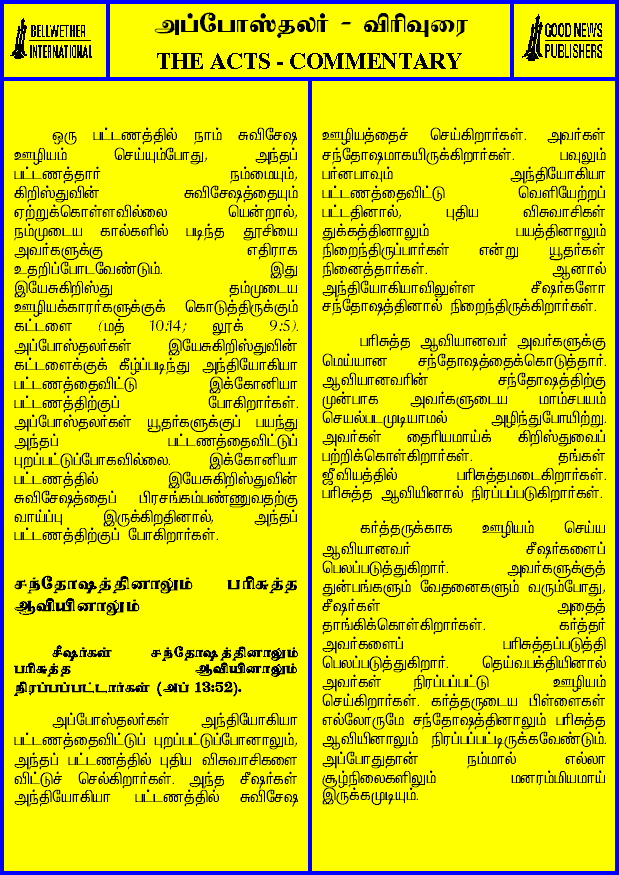 BELLWETHER
INTERNATIONAL
அப்போஸ்தலர் - விரிவுரை
THE ACTS - COMMENTARY
GOOD NEWS
PUBLISHERS
ஒரு பட்டணத்தில் நாம் சுவிசேஷ
ஊழியம் செய்யும்போது, அந்தப்
பட்டணத்தார் நம்மையும்,
கிறிஸ்துவின் சுவிசேஷத்தையும்
ஏற்றுக்கொள்ளவில்லை யென்றால்,
நம்முடைய கால்களில் படிந்த தூசியை
அவர்களுக்கு எதிராக
உதறிப்போடவேண்டும். இது
இயேசுகிறிஸ்து தம்முடைய
ஊழியக்காரர்களுக்குக் கொடுத்திருக்கும்
கட்டளை (மத் 10:14; லூக் 9:5).
அப்போஸ்தலர்கள் இயேசுகிறிஸ்துவின்
கட்டளைக்குக் கீழ்ப்படிந்து அந்தியோகியா
பட்டணத்தைவிட்டு இக்கோனியா
பட்டணத்திற்குப் போகிறார்கள்.
அப்போஸ்தலர்கள் யூதர்களுக்குப் பயந்து
அந்தப் பட்டணத்தைவிட்டுப்
புறப்பட்டுப்போகவில்லை. இக்கோனியா
பட்டணத்தில் இயேசுகிறிஸ்துவின்
சுவிசேஷத்தைப் பிரசங்கம்பண்ணுவதற்கு
வாய்ப்பு இருக்கிறதினால், அந்தப்
பட்டணத்திற்குப் போகிறார்கள்.
சந்தோஷத்தினாலும் பரிசுத்த
ஆவியினாலும்
சீஷர்கள் சந்தோஷத்தினாலும்
பரிசுத்த ஆவியினாலும்
நிரப்பப்பட்டார்கள் (அப் 13:52).
அப்போஸ்தலர்கள் அந்தியோகியா
பட்டணத்தைவிட்டுப் புறப்பட்டுப்போனாலும்,
அந்தப் பட்டணத்தில் புதிய விசுவாசிகளை
விட்டுச் செல்கிறார்கள். அந்த சீஷர்கள்
அந்தியோகியா பட்டணத்தில் சுவிசேஷ
ஊழியத்தைச் செய்கிறார்கள். அவர்கள்
சந்தோஷமாகயிருக்கிறார்கள். பவுலும்
பர்னபாவும் அந்தியோகியா
பட்டணத்தைவிட்டு வெளியேற்றப்
பட்டதினால், புதிய விசுவாசிகள்
துக்கத்தினாலும் பயத்தினாலும்
நிறைந்திருப்பார்கள் என்று யூதர்கள்
நினைத்தார்கள். ஆனால்
அந்தியோகியாவிலுள்ள சீஷர்களோ
சந்தோஷத்தினால் நிறைந்திருக்கிறார்கள்.
பரிசுத்த ஆவியானவர் அவர்களுக்கு
மெய்யான சந்தோஷத்தைக்கொடுத்தார்.
ஆவியானவரின் சந்தோஷத்திற்கு
முன்பாக அவர்களுடைய மாம்சபயம்
செயல்படமுடியாமல் அழிந்துபோயிற்று.
அவர்கள் தைரியமாய்க் கிறிஸ்துவைப்
பற்றிக்கொள்கிறார்கள். தங்கள்
ஜீவியத்தில் பரிசுத்தமடைகிறார்கள்.
பரிசுத்த ஆவியினால் நிரப்பப்படுகிறார்கள்.
கர்த்தருக்காக ஊழியம் செய்ய
ஆவியானவர் சீஷர்களைப்
பெலப்படுத்துகிறார். அவர்களுக்குத்
துன்பங்களும் வேதனைகளும் வரும்போது,
சீஷர்கள் அதைத்
தாங்கிக்கொள்கிறார்கள். கர்த்தர்
அவர்களைப் பரிசுத்தப்படுத்தி
பெலப்படுத்துகிறார். தெய்வபக்தியினால்
அவர்கள் நிரப்பப்பட்டு ஊழியம்
செய்கிறார்கள். கர்த்தருடைய பிள்ளைகள்
எல்லோருமே சந்தோஷத்தினாலும் பரிசுத்த
ஆவியினாலும் நிரப்பப்பட்டிருக்கவேண்டும்.
அப்போதுதான் நம்மால் எல்லா
சூழ்நிலைகளிலும் மனரம்மியமாய்
இருக்கமுடியும்.